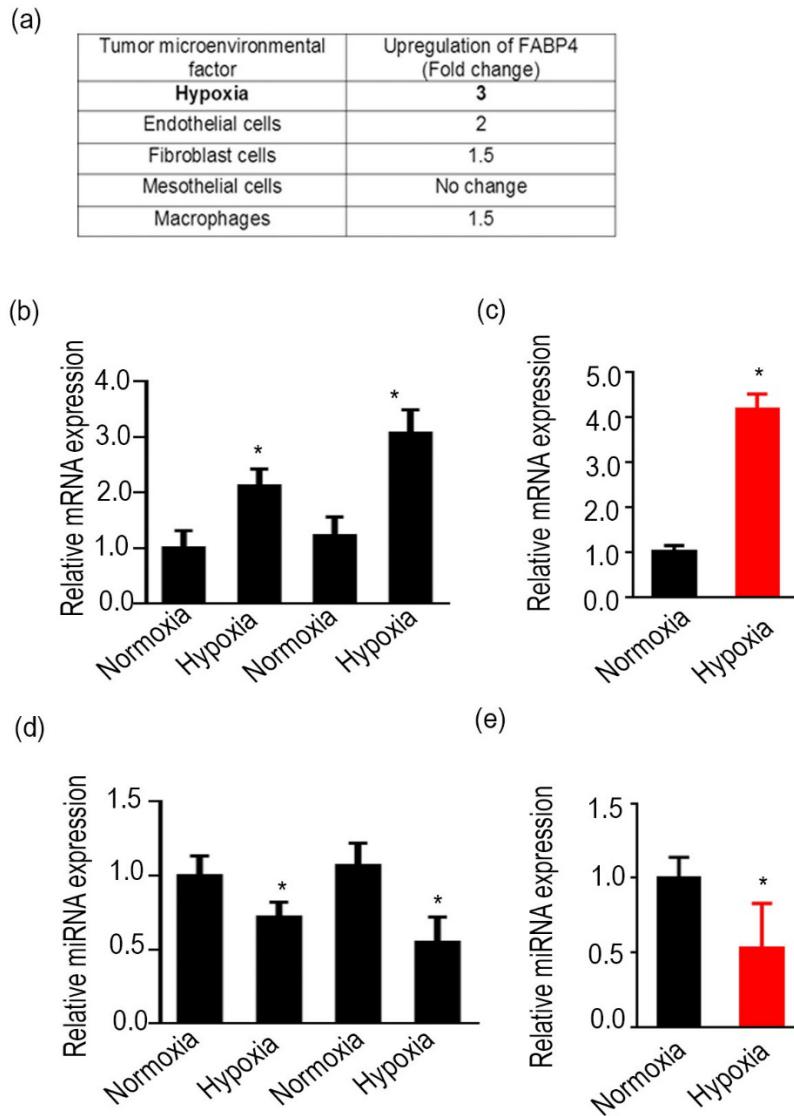 (a)
Tumor microenvironmental factor
Upregulation of FABP4 (Fold change)
Hypoxia 3
Endothelial cells 2
Fibroblast cells 1.5
Mesothelial cells No change
Macrophages 1.5
(b)
Relative mRNA expression
4.0
3.0
2.0
1.0
0.0
*
*
Normoxia
Hypoxia
Normoxia
Hypoxia
(c)
Relative mRNA expression
5.0
4.0
3.0
2.0
1.0
0.0
*
Normoxia
Hypoxia
(d)
Relative miRNA expression
1.5
1.0
0.5
0.0
*
*
Normoxia
Hypoxia
Normoxia
Hypoxia
(e)
Relative miRNA expression
1.5
1.0
0.5
0.0
*
Normoxia
Hypoxia